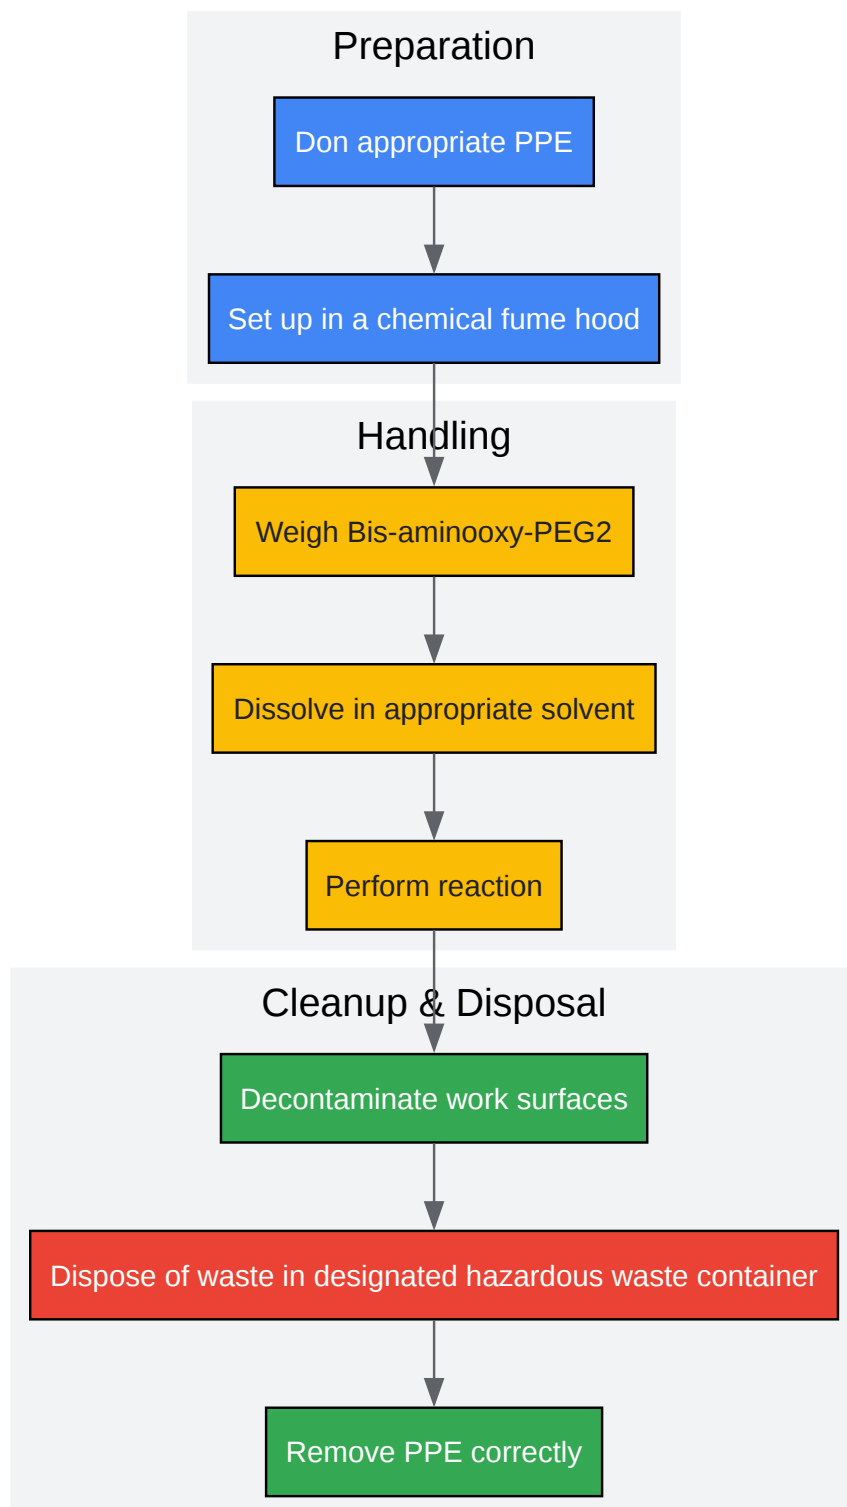 Preparation
Don appropriate PPE
Set up in a chemical fume hood
Handling
Weigh Bis-aminooxy-PEG2
Dissolve in appropriate solvent
Perform reaction
Cleanup & Disposal
Decontaminate work surfaces
Dispose of waste in designated hazardous waste container
Remove PPE correctly